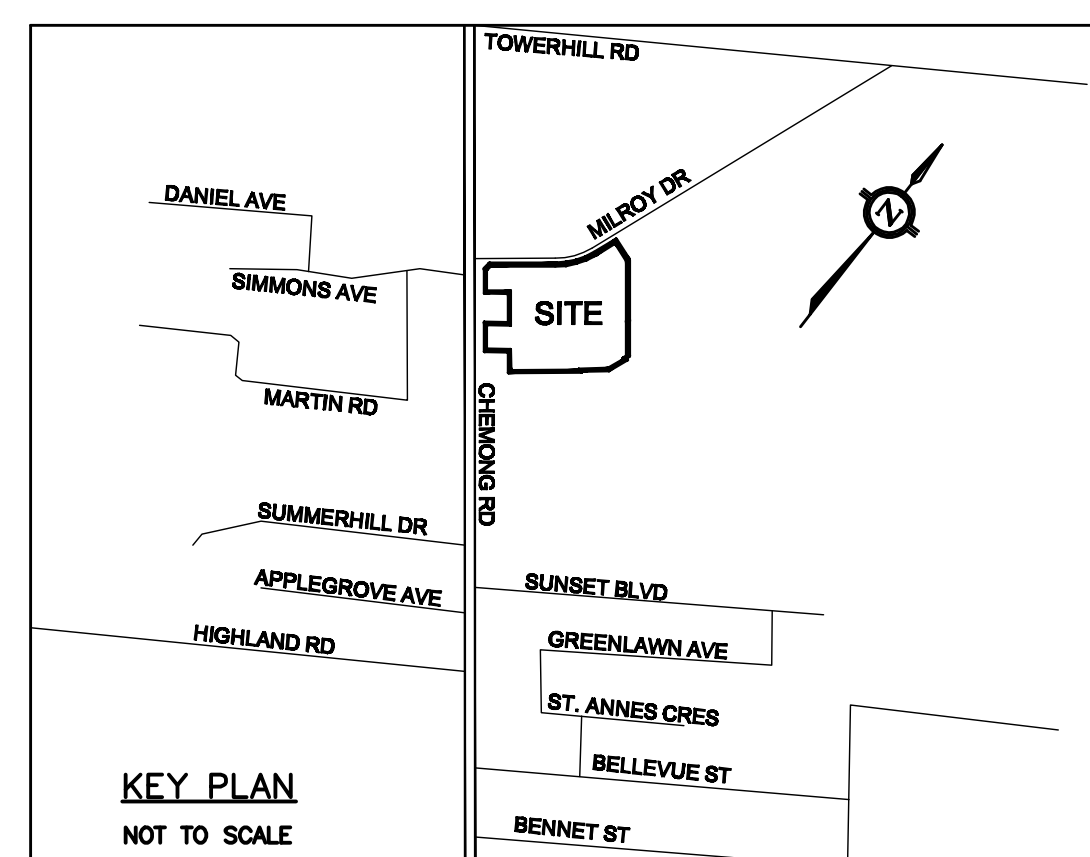 TOWERHILL RD
MILROY DR
DANIEL AVE
N
SIMMONS AVE
SITE
MARTIN RD
CHEMONG RD
SUMMERHILL DR
APPLEGROVE AVE
SUNSET BLVD
HIGHLAND RD
GREENLAWN AVE
ST. ANNES CRES
BELLEVUE ST
KEY PLAN
BENNET ST
NOT TO SCALE